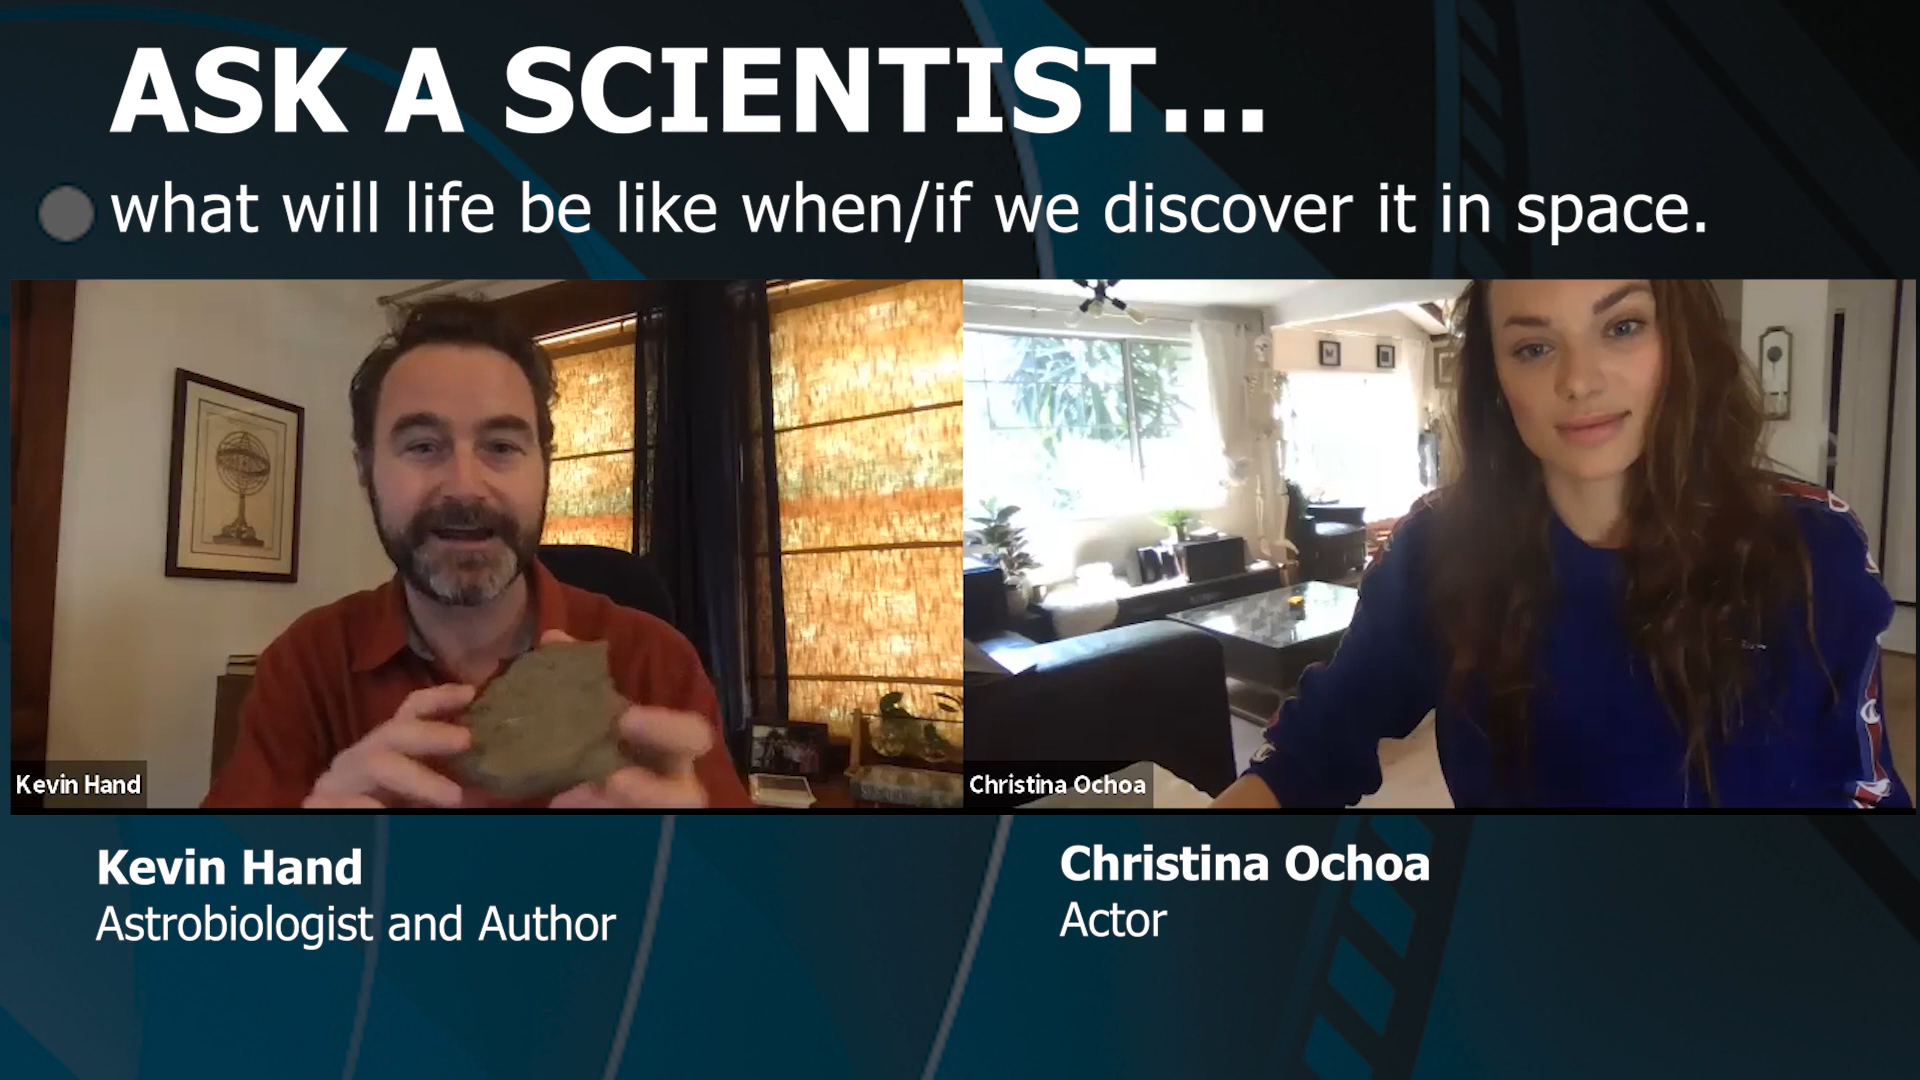 ASK A SCIENTIST...
what will life be like when/if we discover it in space.
Kevin Hand
Christina Ochoa
Kevin Hand
Astrobiologist and Author
Christina Ochoa
Actor